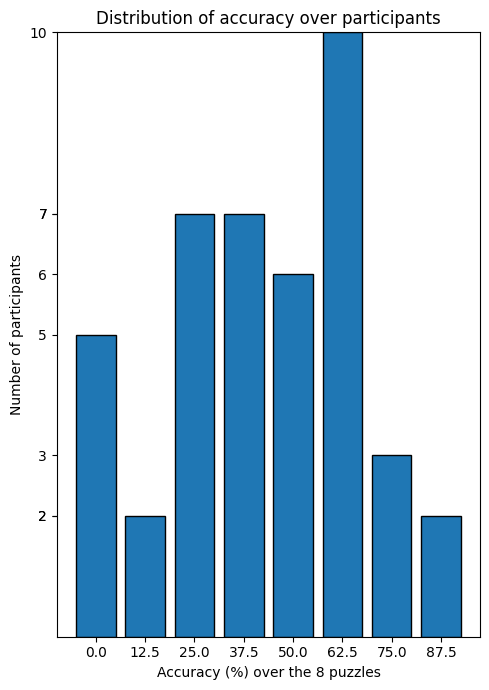 Distribution of accuracy over participants
10
7
6
5
3
2
Number of participants
0.0 12.5 25.0 37.5 50.0 62.5 75.0 87.5
Accuracy (%) over the 8 puzzles